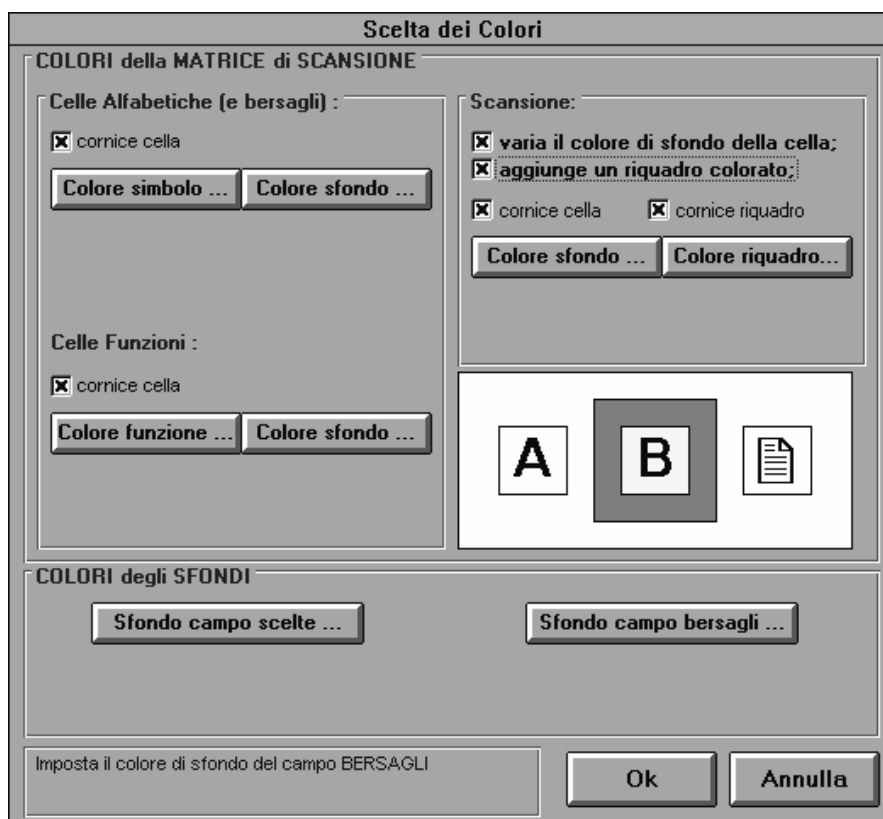 Scelta dei Colori
COLORI della MATRICE di SCANSIONE
Celle Alfabetiche (e bersagli) :
cornice cella
Colore simbolo ... Colore sfondo ...
Celle Funzioni :
cornice cella
Colore funzione ... Colore sfondo ...
Scansione:
varia il colore di sfondo della cella;
aggiunge un riquadro colorato;
cornice cella cornice riquadro
Colore sfondo ... Colore riquadro...
A B
COLORI degli SFONDI
Sfondo campo scelte ... Sfondo campo bersagli ...
Imposta il colore di sfondo del campo BERSAGLI
Ok Annulla